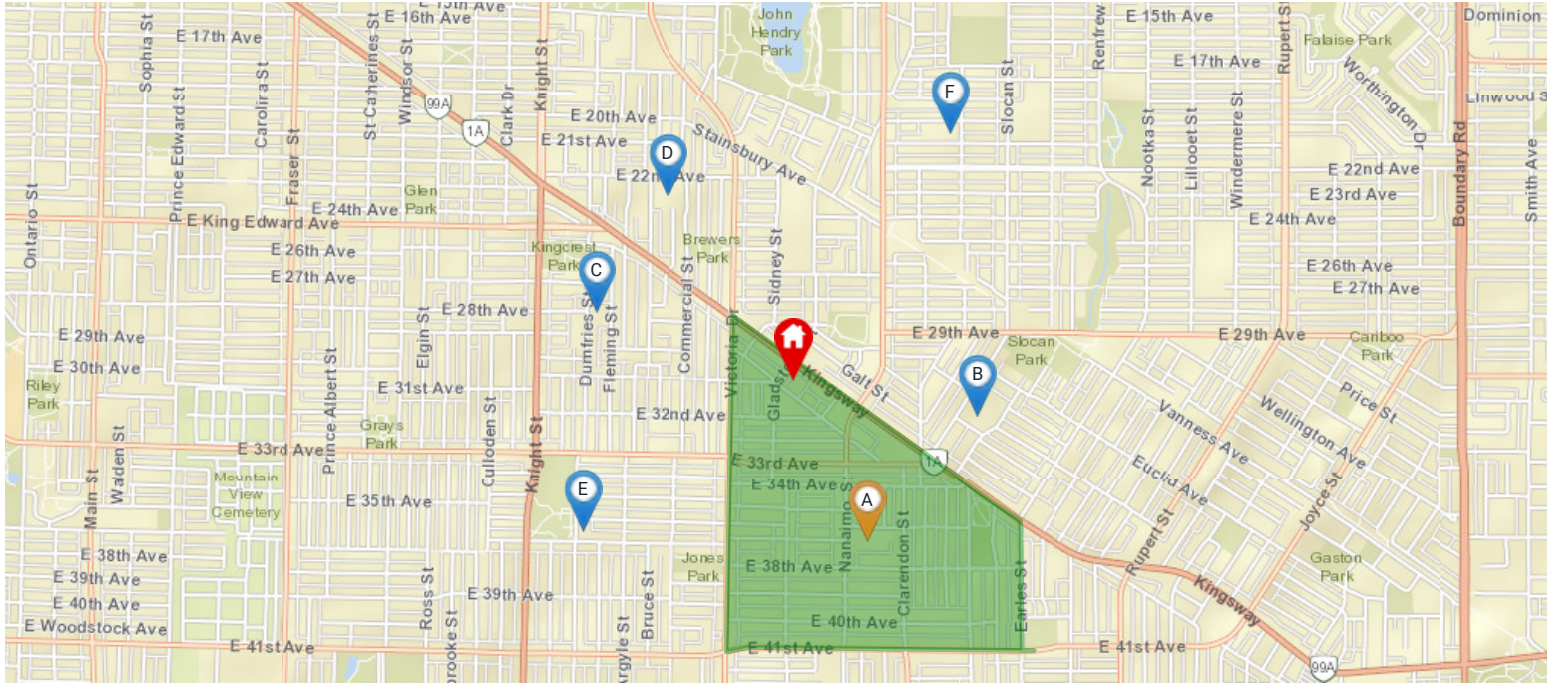 E 15th Ave
E 16th Ave
John
Hendry
Park
E 15th Ave
Dominion
Sophia St
E 17th Ave
St Catherines St
Windsor St
Knight St
Renfrew
Rupert St
Falaise Park
E 17th Ave
Worthington Dr
Carolira St
Clark Dr
Slocan St
F
Linwood S
99A
1A
E 20th Ave
E 21st Ave
Stainsbury Ave
Prince Edward St
Fraser St
D
E 22nd Ave
Nootka St
Lillooet St
Windermere St
E 22nd Ave
E 23rd Ave
Boundary Rd
Smith Ave
Ontario St
Glen
Park
E 24th Ave
E King Edward Ave
E 24th Ave
E 26th Ave
E 27th Ave
Kingcrest
Park
Brewers
Park
Sidney St
C
E 26th Ave
E 27th Ave
E 28th Ave
Dumfries St
Fleming St
Commercial St
Victoria Dr
E 29th Ave
E 30th Ave
Elgin St
E 29th Ave
E 29th Ave
Slocan
Park
Cariboo
Park
Riley
Park
Prince Albert St
E 31st Ave
Gladst
Kingsway
Galt St
B
Price St
Wellington Ave
Vanness Ave
E 32nd Ave
Culloden St
Grays
Park
Waden St
Main St
E 33rd Ave
Knight St
E 33rd Ave
1A
Euclid Ave
Mountain
View
Cemetery
E 35th Ave
E
E 34th Ave
Nanaimo S
A
Clarendon St
Joyce St
Rupert St
E 38th Ave
E 39th Ave
E 40th Ave
E Woodstock Ave
Ross St
E 39th Ave
Jones
Park
Bruce St
E 38th Ave
E 40th Ave
Earles St
Gaston
Park
Kingsway
E 41st Ave
brooke St
Argyle St
E 41st Ave
E 41st Ave
99A